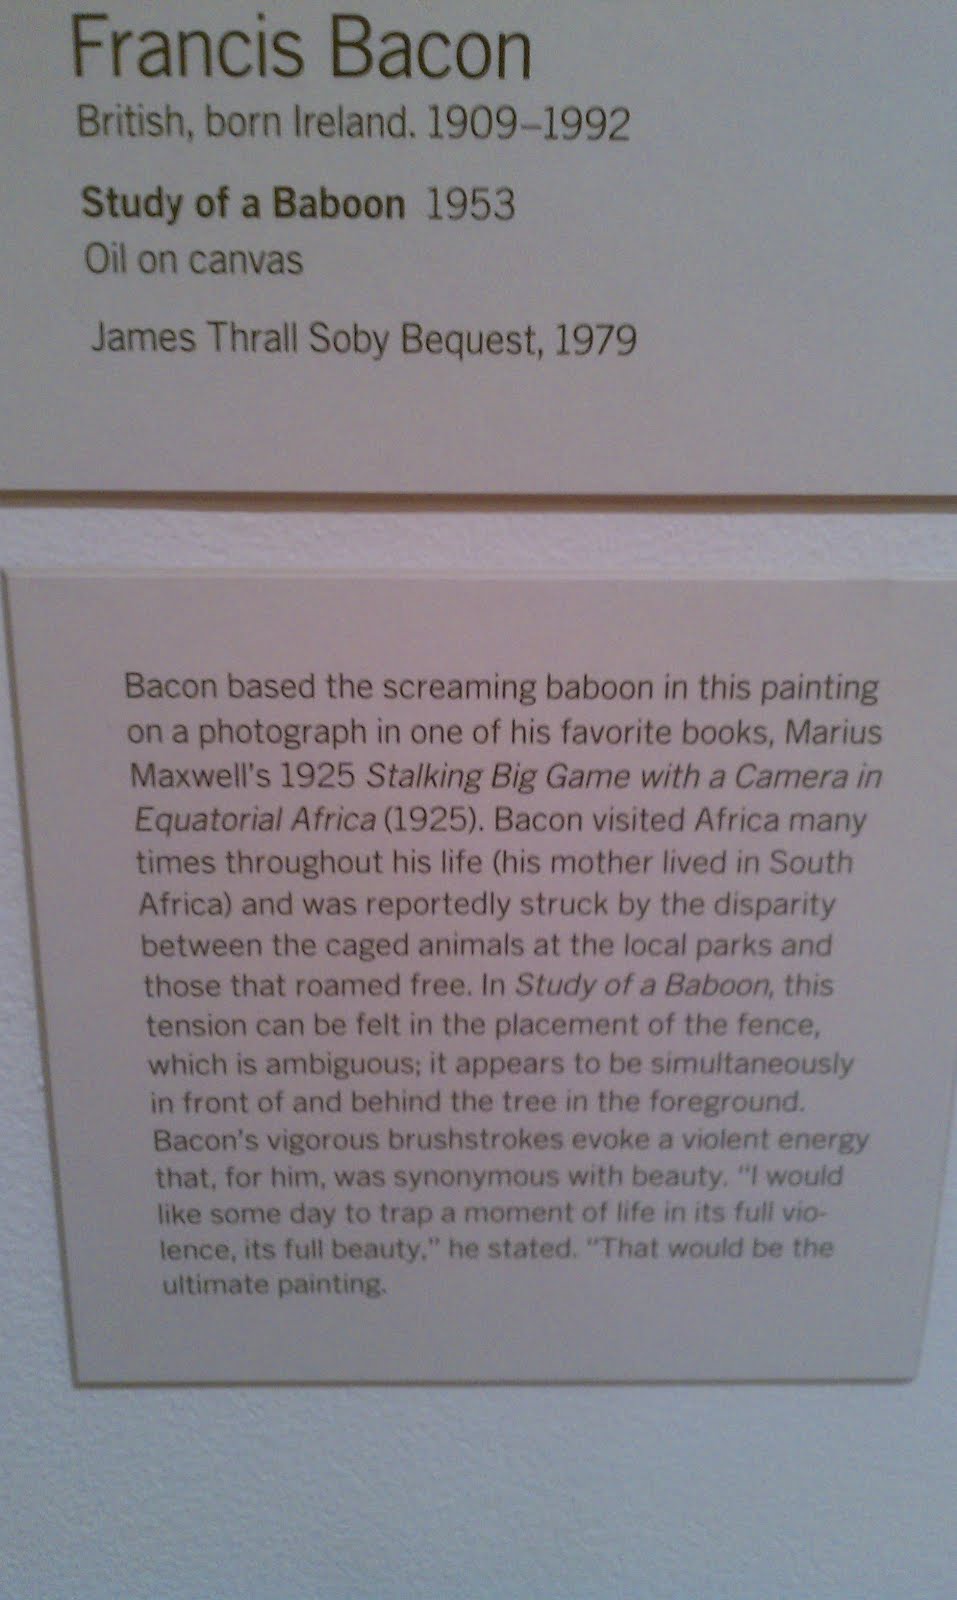 Francis Bacon
British, born Ireland. 1909–1992
Study of a Baboon 1953
Oil on canvas
James Thrall Soby Bequest, 1979
Bacon based the screaming baboon in this painting
on a photograph in one of his favorite books, Marius
Maxwell's 1925 Stalking Big Game with a Camera in
Equatorial Africa (1925). Bacon visited Africa many
times throughout his life (his mother lived in South
Africa) and was reportedly struck by the disparity
between the caged animals at the local parks and
those that roamed free. In Study of a Baboon, this
tension can be felt in the placement of the fence,
which is ambiguous; it appears to be simultaneously
in front of and behind the tree in the foreground.
Bacon's vigorous brushstrokes evoke a violent energy
that, for him, was synonymous with beauty. "I would
like some day to trap a moment of life in its full vio-
lence, its full beauty," he stated. "That would be the
ultimate painting.